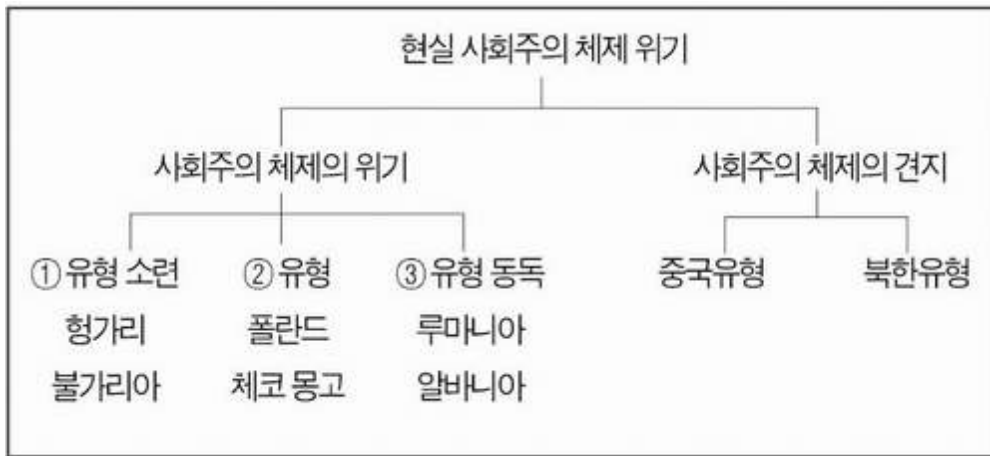 현실 사회주의 체제 위기
사회주의 체제의 위기 사회주의 체제의 견지
① 유형 소련 ② 유형 ③ 유형 동독 중국유형 북한유형
헝가리 폴란드 루마니아
불가리아 체코 몽고 알바니아